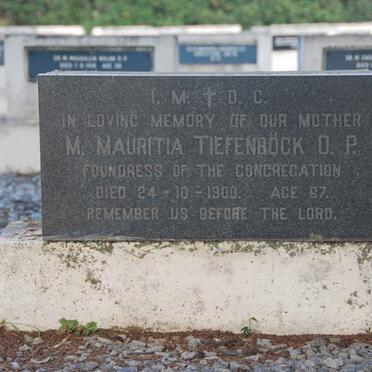 I. M. ✝ D. C.
IN LOVING MEMORY OF OUR MOTHER
M. MAURITIA TIEFENBÖCK O. P.
FOUNDRESS OF THE CONGREGATION
DIED 24-10-1900. AGE 67.
REMEMBER US BEFORE THE LORD.